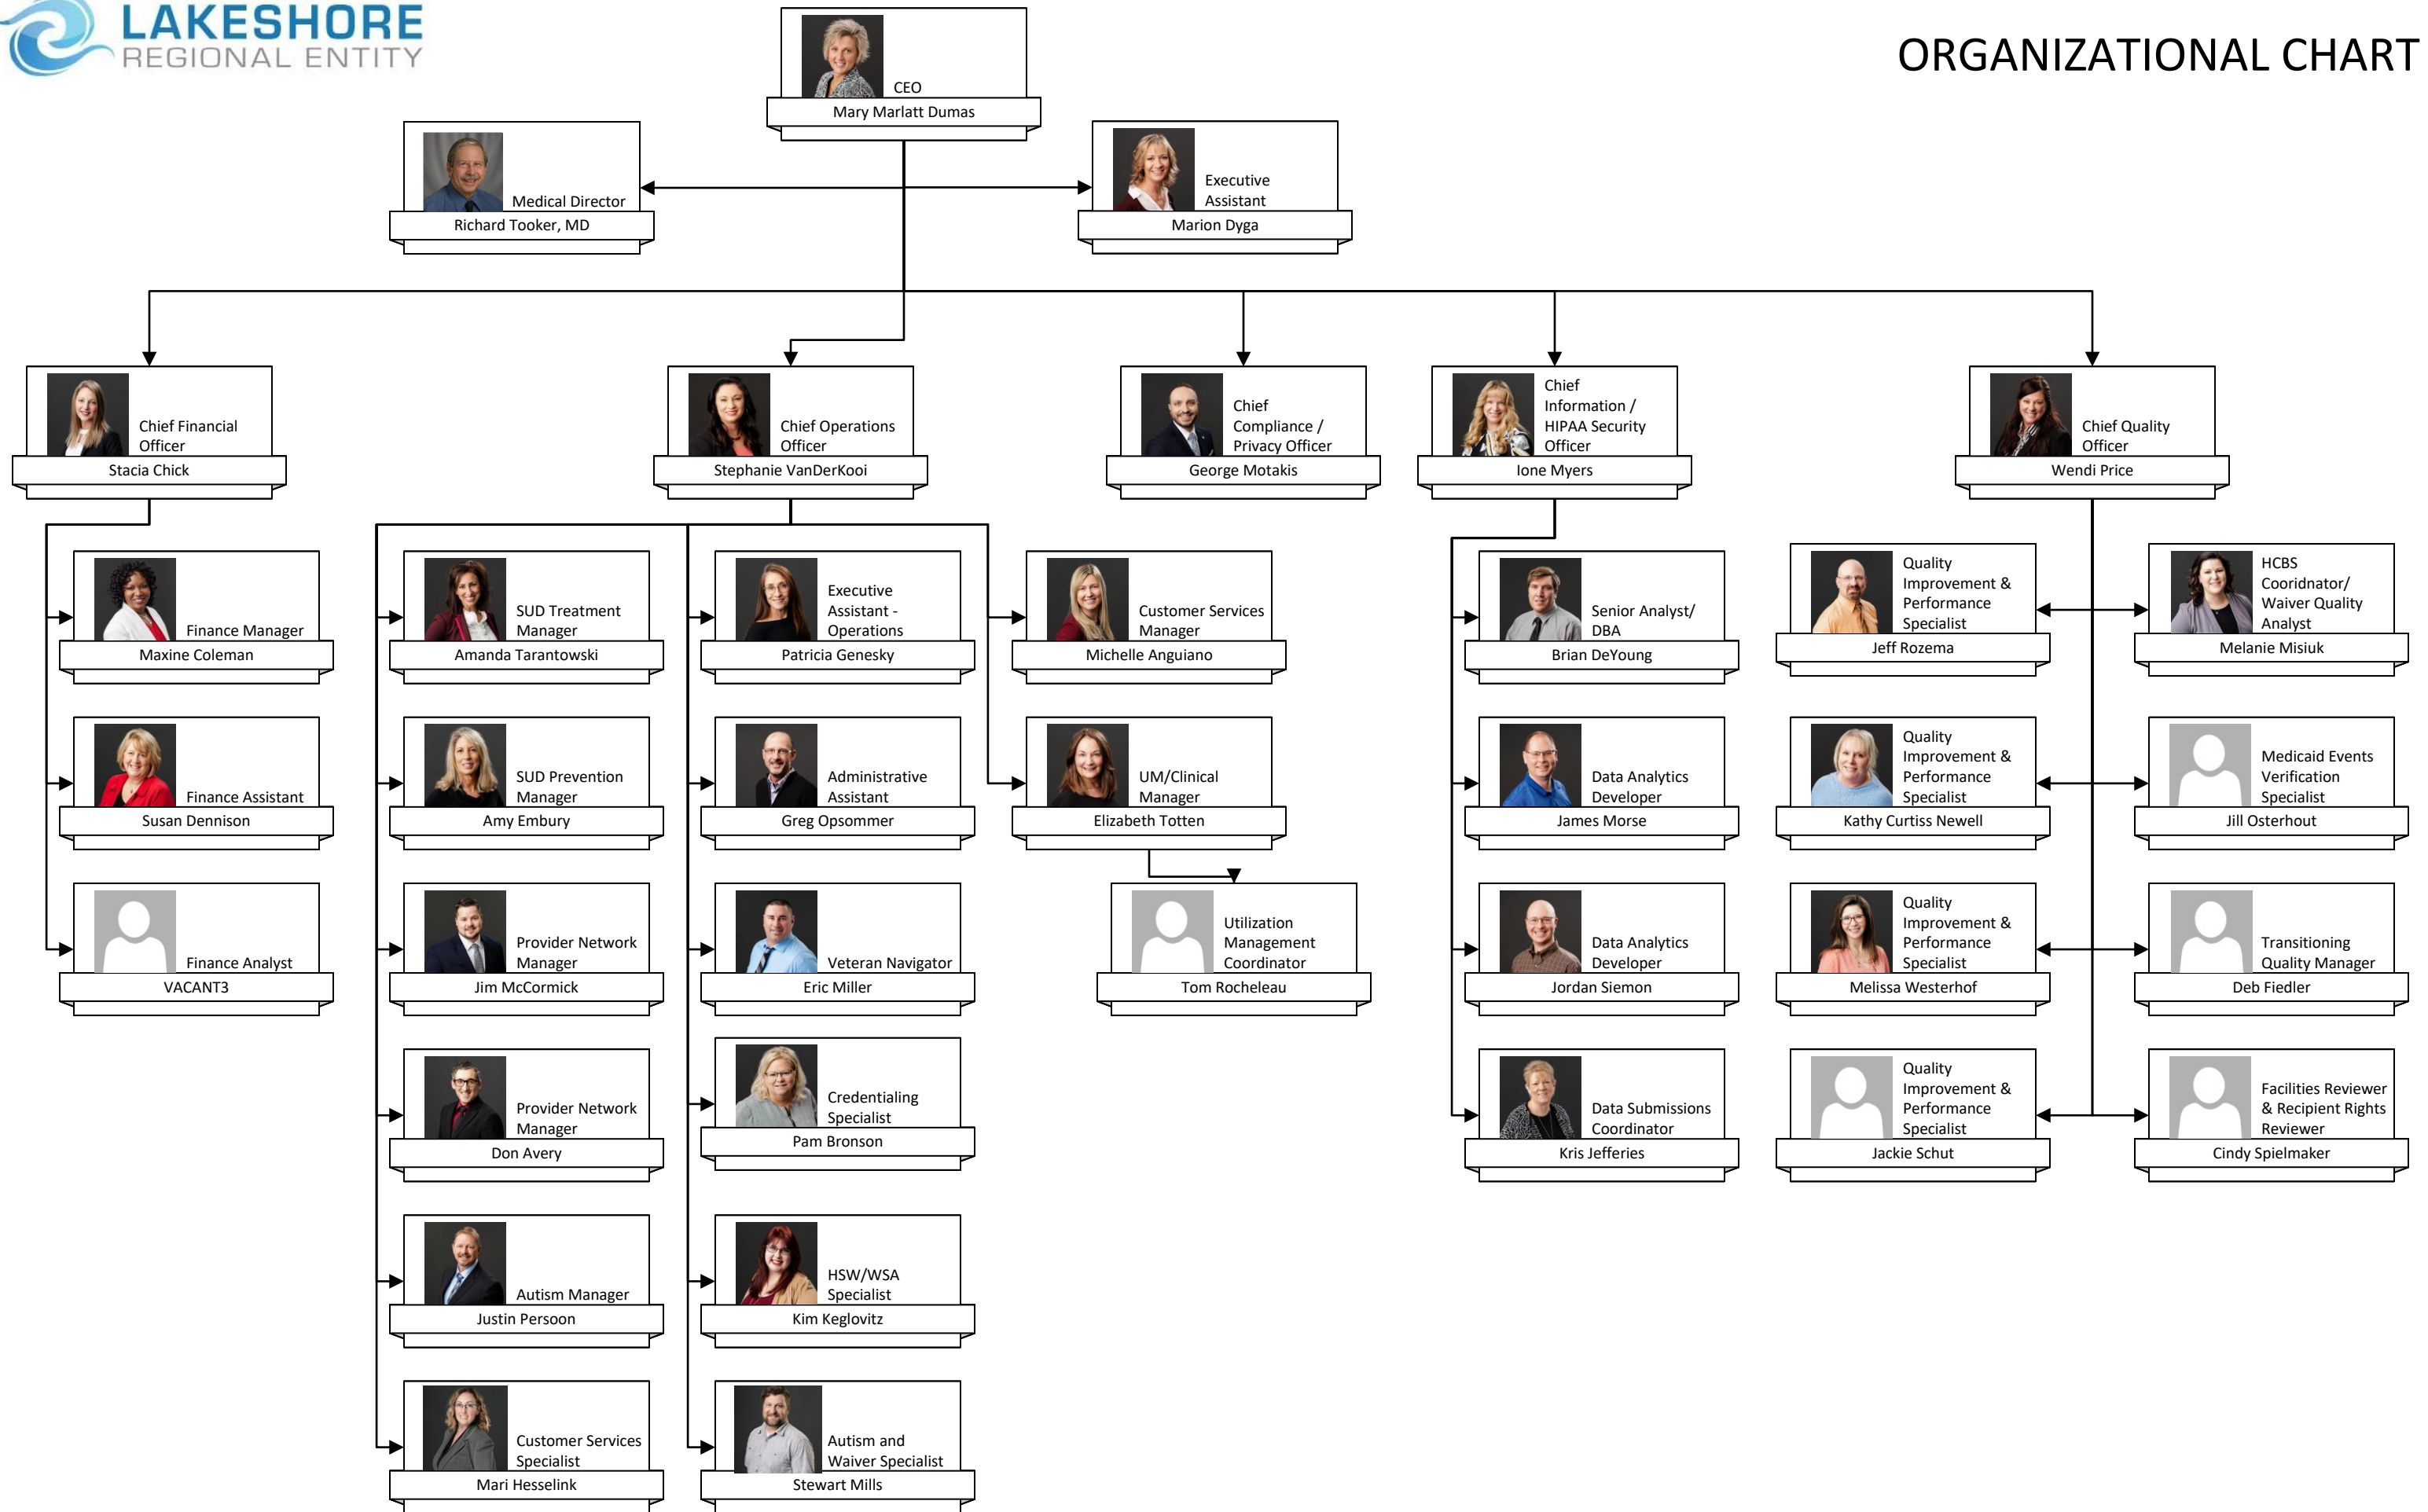 LAKESHORE
REGIONAL ENTITY
ORGANIZATIONAL CHART
CEO
Mary Marlatt Dumas
Medical Director
Richard Tooker, MD
Executive
Assistant
Marion Dyga
Chief Financial
Officer
Stacia Chick
Chief Operations
Officer
Stephanie VanDerKooi
Chief
Compliance /
Privacy Officer
George Motakis
Chief
Information /
HIPAA Security
Officer
Ione Myers
Chief Quality
Officer
Wendi Price
Finance Manager
Maxine Coleman
SUD Treatment
Manager
Amanda Tarantowski
Executive
Assistant -
Operations
Patricia Genesky
Customer Services
Manager
Michelle Anguiano
Senior Analyst/
DBA
Brian DeYoung
Quality
Improvement &
Performance
Specialist
Jeff Rozema
HCBS
Cooridnator/
Waiver Quality
Analyst
Melanie Misiuk
Finance Assistant
Susan Dennison
SUD Prevention
Manager
Amy Embury
Administrative
Assistant
Greg Opsommer
UM/Clinical
Manager
Elizabeth Totten
Data Analytics
Developer
James Morse
Quality
Improvement &
Performance
Specialist
Kathy Curtiss Newell
Medicaid Events
Verification
Specialist
Jill Osterhout
Finance Analyst
VACANT3
Provider Network
Manager
Jim McCormick
Veteran Navigator
Eric Miller
Utilization
Management
Coordinator
Tom Rocheleau
Data Analytics
Developer
Jordan Siemon
Quality
Improvement &
Performance
Specialist
Melissa Westerhof
Transitioning
Quality Manager
Deb Fiedler
Provider Network
Manager
Don Avery
Credentialing
Specialist
Pam Bronson
Data Submissions
Coordinator
Kris Jefferies
Quality
Improvement &
Performance
Specialist
Jackie Schut
Facilities Reviewer
& Recipient Rights
Reviewer
Cindy Spielmaker
Autism Manager
Justin Persoon
HSW/WSA
Specialist
Kim Keglovitz
Customer Services
Specialist
Mari Hesselink
Autism and
Waiver Specialist
Stewart Mills